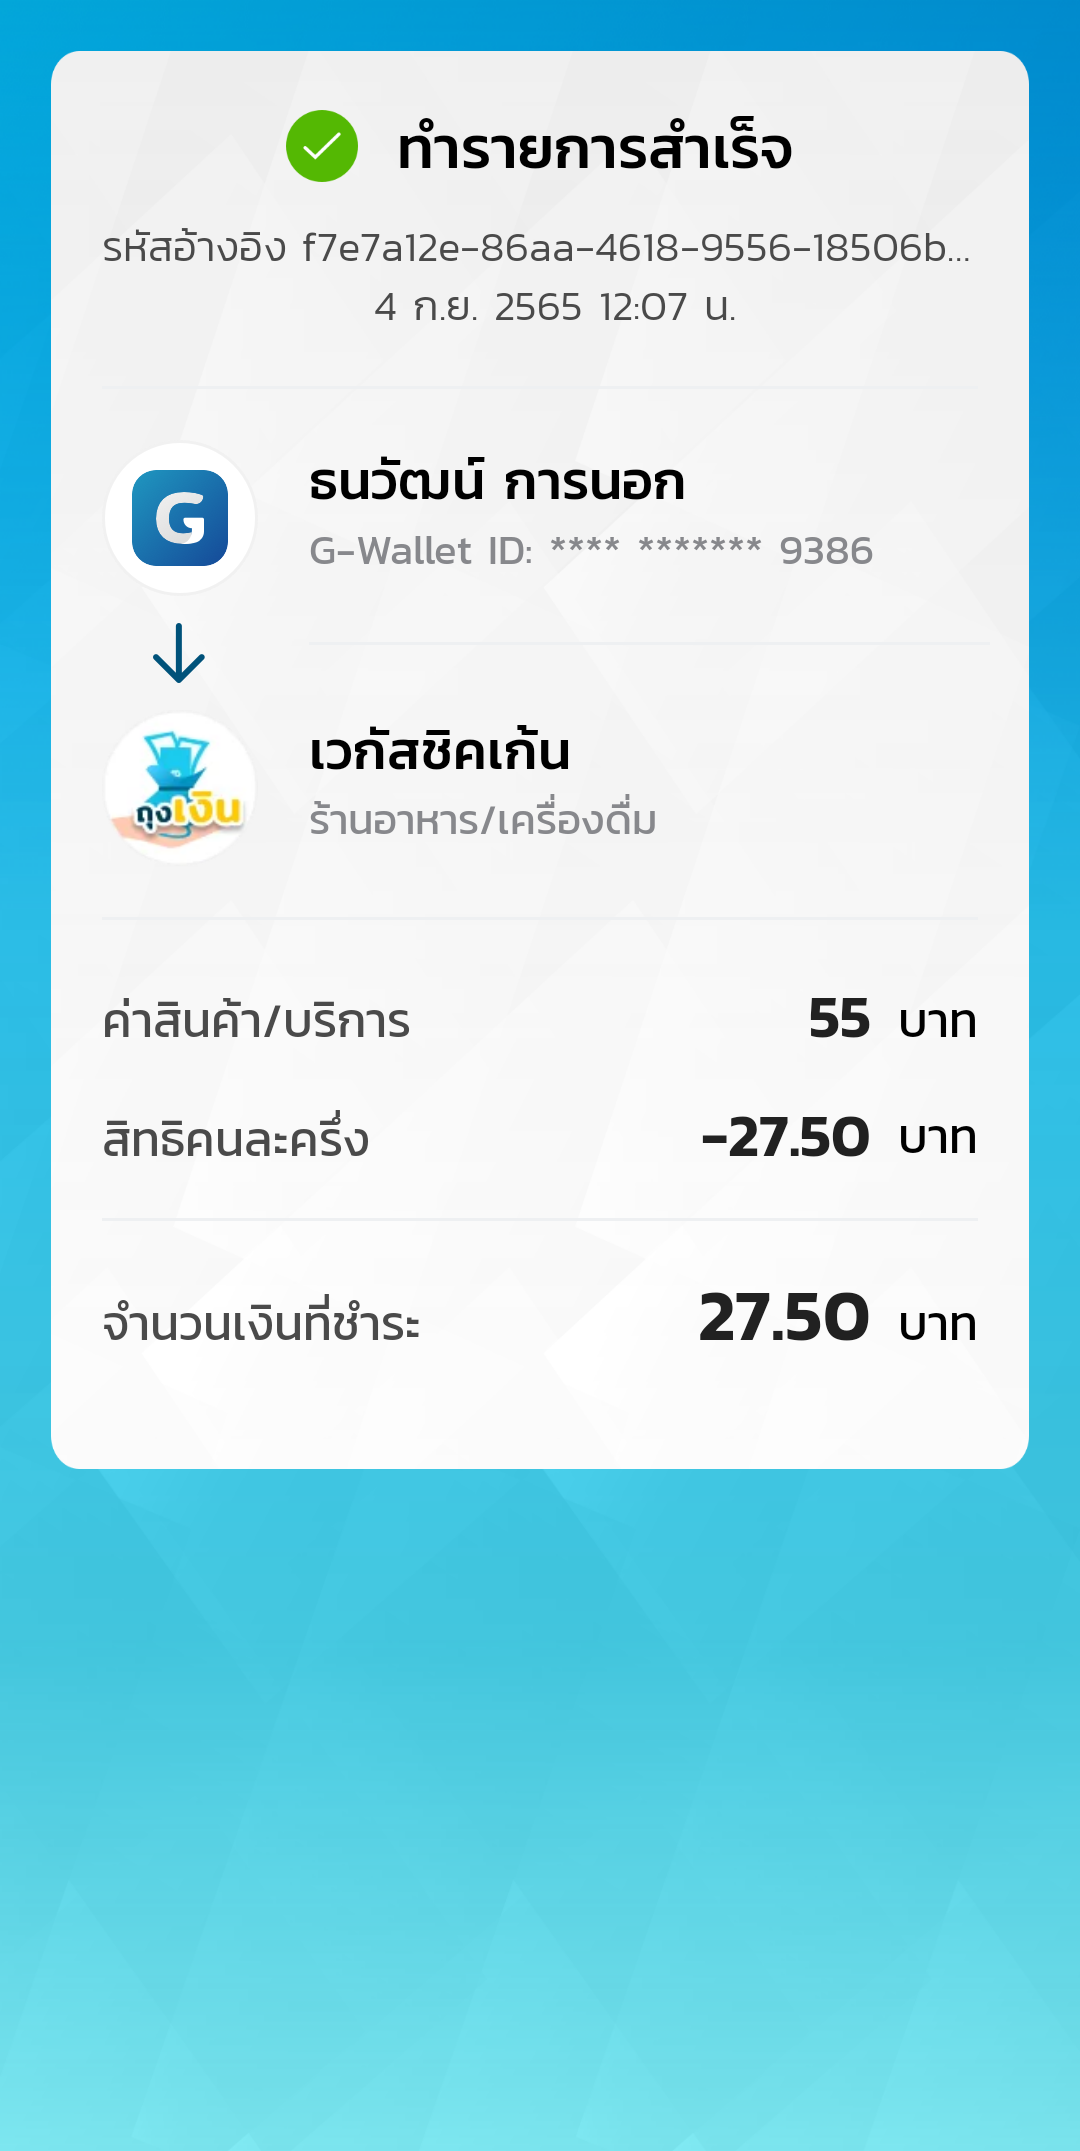 ทำรายการสำเร็จ
รหัสอ้างอิง f7e7a12e-86aa-4618-9556-18506b...
4 ก.ย. 2565 12:07 น.
G
ธนวัฒน์ การนอก
G-Wallet ID: **** ******* 9386
ถุงเงิน
เวกัสชิคเก้น
ร้านอาหาร/เครื่องดื่ม
ค่าสินค้า/บริการ 55 บาท
สิทธิคนละครึ่ง -27.50 บาท
จำนวนเงินที่ชำระ 27.50 บาท